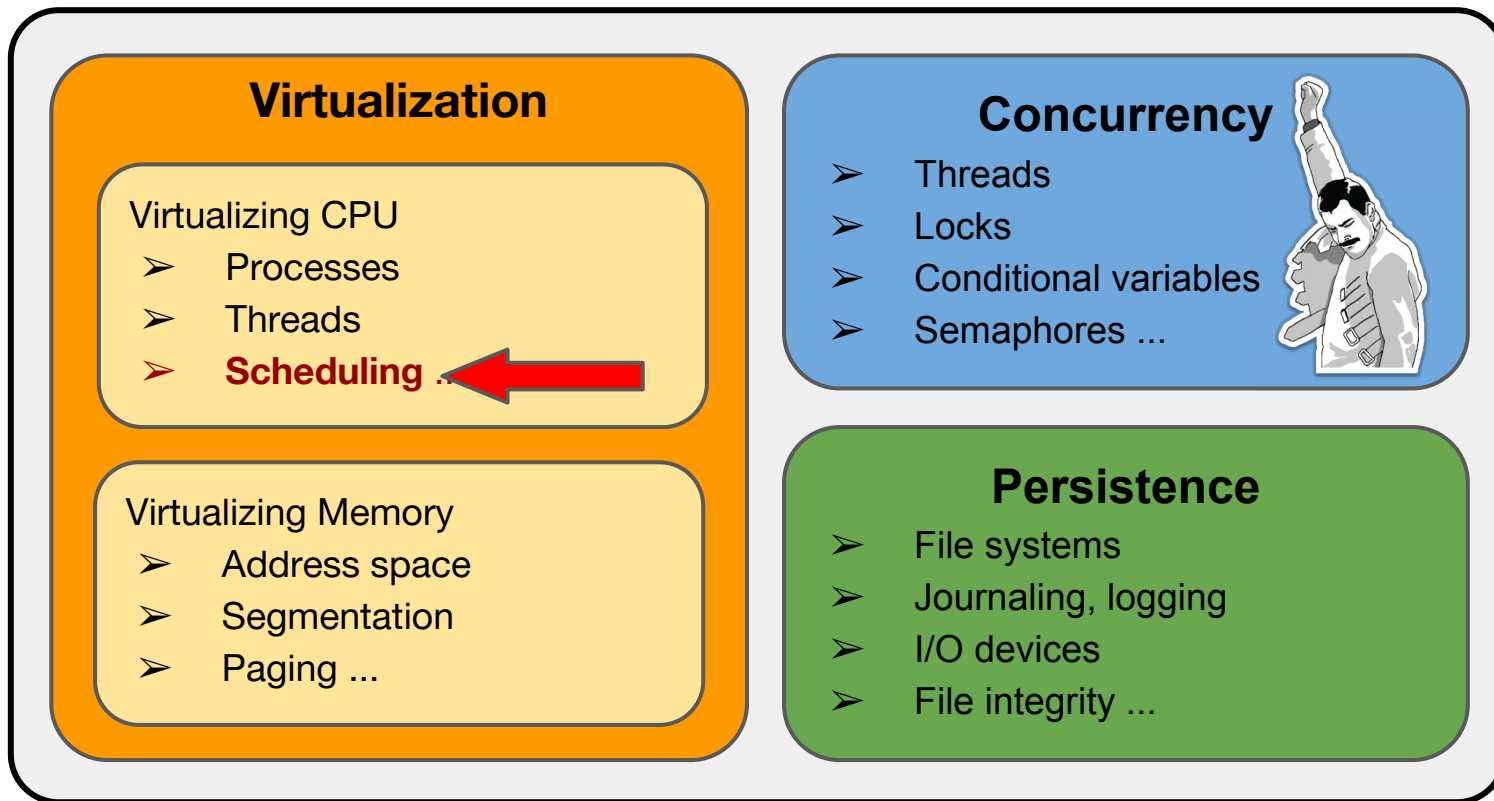 Virtualization
Virtualizing CPU
➢ Processes
➢ Threads
➢ Scheduling ..
Virtualizing Memory
➢ Address space
➢ Segmentation
➢ Paging ...
Concurrency
➢ Threads
➢ Locks
➢ Conditional variables
➢ Semaphores ...
Persistence
➢ File systems
➢ Journaling, logging
➢ I/O devices
➢ File integrity ...